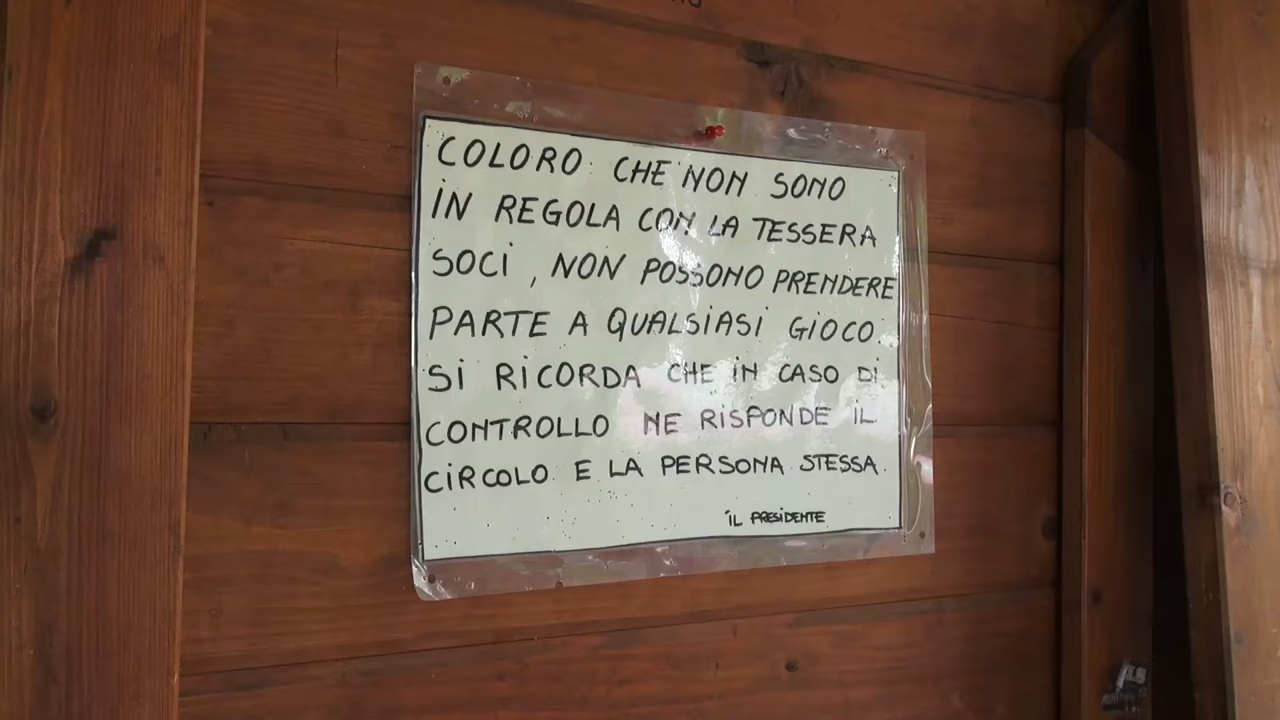 COLORO CHE NON SONO
IN REGOLA CON LA TESSERA
SOCI, NON POSSONO PRENDERE
PARTE A QUALSIASI GIOCO.
SI RICORDA CHE IN CASO DI
CONTROLLO NE RISPONDE IL
CIRCOLO E LA PERSONA STESSA.
IL PRESIDENTE